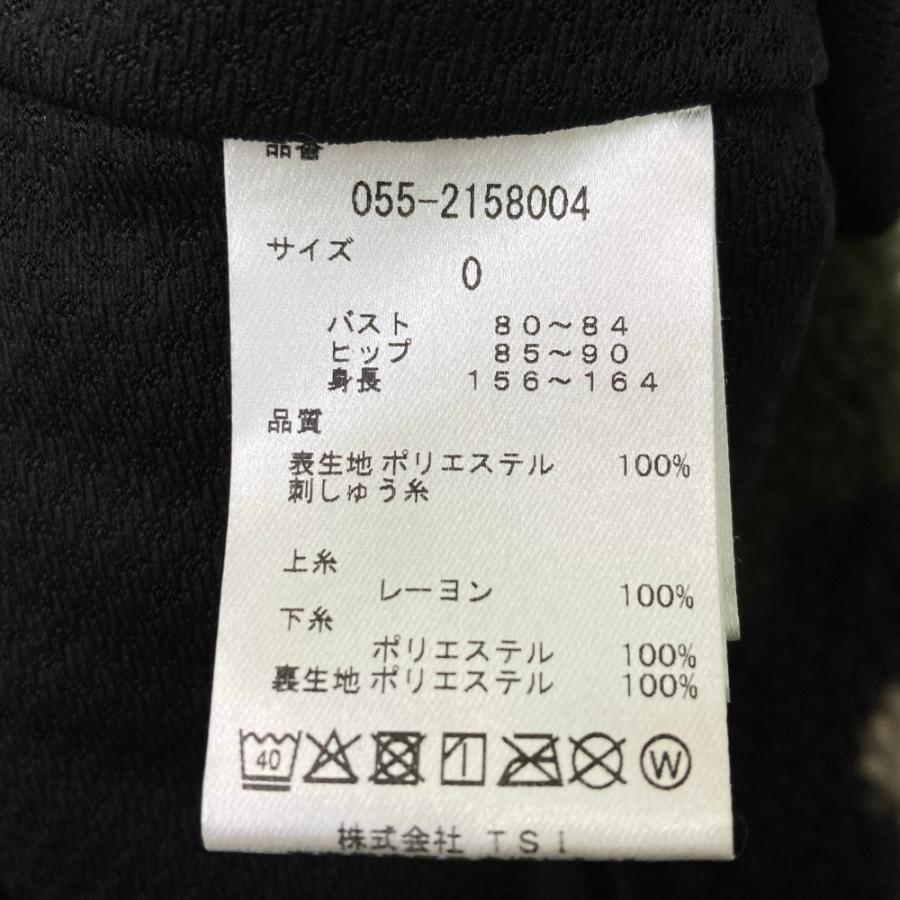 品番
055-2158004
サイズ
0
バスト 80～84
ヒップ 85～90
身長 156～164
品質
表生地 ポリエステル 100%
刺しゅう糸
上糸
レーヨン 100%
下糸
ポリエステル 100%
裏生地 ポリエステル 100%
40
W
株式会社 TSI